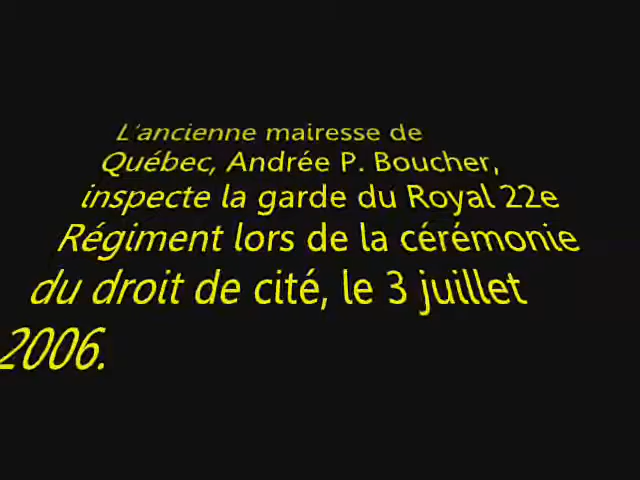 L'ancienne mairesse de
Québec, Andrée P. Boucher,
inspecte la garde du Royal 22e
Régiment lors de la cérémonie
du droit de cité, le 3 juillet
2006.